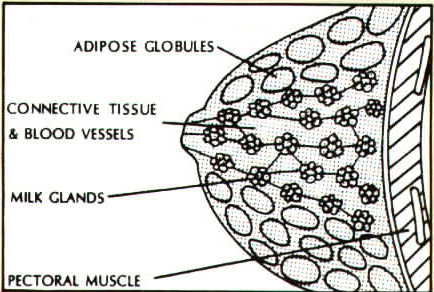 ADIPOSE GLOBULES
CONNECTIVE TISSUE
& BLOOD VESSELS
MILK GLANDS
PECTORAL MUSCLE